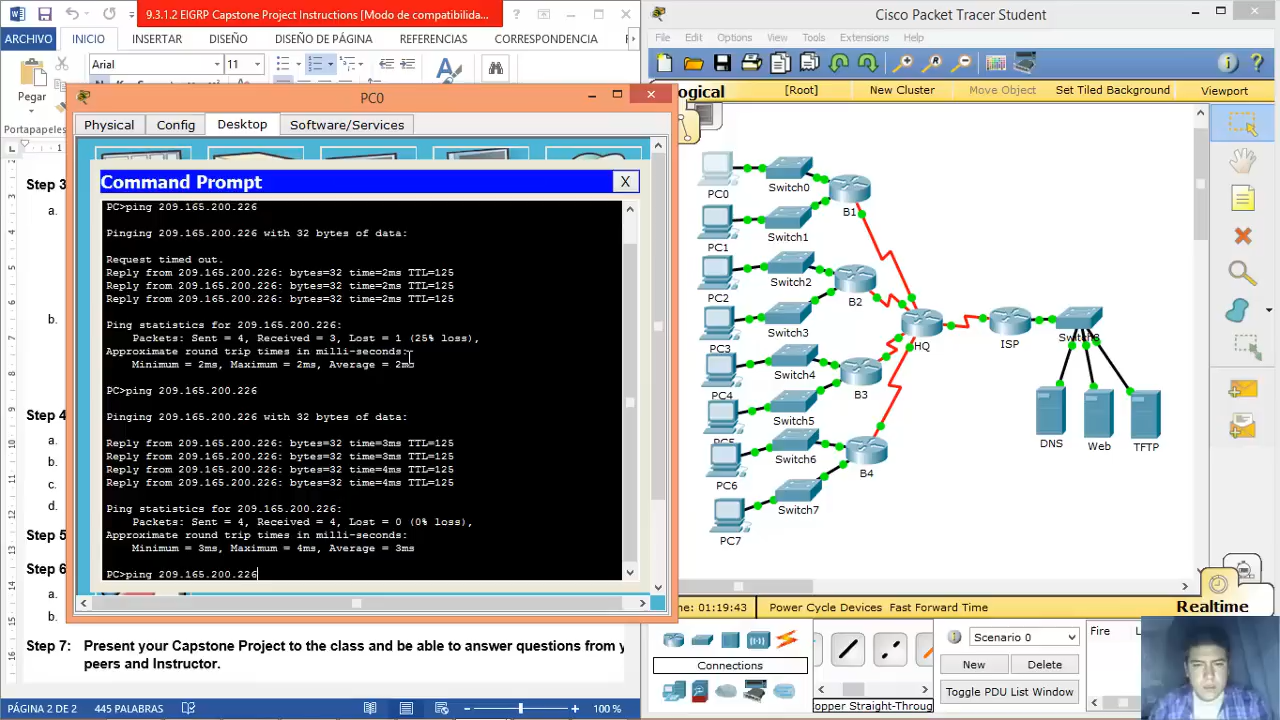 9.3.1.2 EIGRP Capstone Project Instructions [Modo de compatibilida...
ARCHIVO INICIO INSERTAR DISEÑO DISEÑO DE PÁGINA REFERENCIAS CORRESPONDENCIA
Arial 11
Pegar
Portapapeles
Step 3
a.
b.
Step 4
a.
b.
c.
d.
Step 5
Step 6
a.
b.
Step 7: Present your Capstone Project to the class and be able to answer questions from
peers and Instructor.
PÁGINA 2 DE 2 445 PALABRAS 100 %
PC0
Physical Config Desktop Software/Services
Command Prompt X
PC>ping 209.165.200.226
Pinging 209.165.200.226 with 32 bytes of data:
Request timed out.
Reply from 209.165.200.226: bytes=32 time=2ms TTL=125
Reply from 209.165.200.226: bytes=32 time=2ms TTL=125
Reply from 209.165.200.226: bytes=32 time=2ms TTL=125
Ping statistics for 209.165.200.226:
Packets: Sent = 4, Received = 3, Lost = 1 (25% loss),
Approximate round trip times in milli-seconds:
Minimum = 2ms, Maximum = 2ms, Average = 2ms
PC>ping 209.165.200.226
Pinging 209.165.200.226 with 32 bytes of data:
Reply from 209.165.200.226: bytes=32 time=3ms TTL=125
Reply from 209.165.200.226: bytes=32 time=3ms TTL=125
Reply from 209.165.200.226: bytes=32 time=4ms TTL=125
Reply from 209.165.200.226: bytes=32 time=4ms TTL=125
Ping statistics for 209.165.200.226:
Packets: Sent = 4, Received = 4, Lost = 0 (0% loss),
Approximate round trip times in milli-seconds:
Minimum = 3ms, Maximum = 4ms, Average = 3ms
PC>ping 209.165.200.226
Cisco Packet Tracer Student
File Edit Options View Tools Extensions Help
ogical [Root] New Cluster Move Object Set Tiled Background Viewport
PC0
Switch0
B1
PC1
Switch1
PC2
Switch2
B2
PC3
Switch3
HQ
ISP
Switch8
PC4
Switch4
B3
PC5
Switch5
DNS
Web
TFTP
PC6
Switch6
B4
PC7
Switch7
me: 01:19:43 Power Cycle Devices Fast Forward Time Realtime
Connections
opper Straight-Throug
Scenario 0
New Delete
Toggle PDU List Window
Fire L